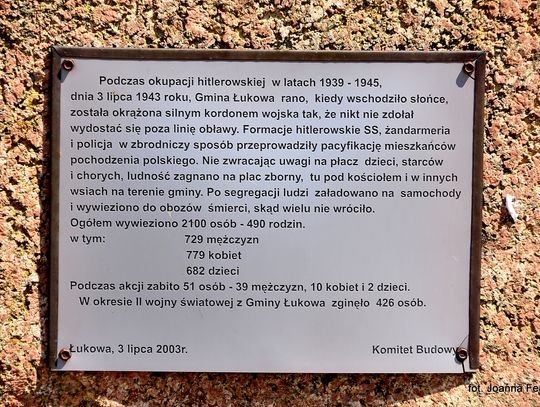 Podczas okupacji hitlerowskiej w latach 1939 - 1945,
dnia 3 lipca 1943 roku, Gmina Łukowa rano, kiedy wschodziło słońce,
została okrążona silnym kordonem wojska tak, że nikt nie zdołał
wydostać się poza linię obławy. Formacje hitlerowskie SS, żandarmeria
i policja w zbrodniczy sposób przeprowadziły pacyfikację mieszkańców
pochodzenia polskiego. Nie zwracając uwagi na płacz dzieci, starców
i chorych, ludność zagnano na plac zborny, tu pod kościołem i w innych
wsiach na terenie gminy. Po segregacji ludzi załadowano na samochody
i wywieziono do obozów śmierci, skąd wielu nie wróciło.
Ogółem wywieziono 2100 osób - 490 rodzin.
w tym: 729 mężczyzn
779 kobiet
682 dzieci
Podczas akcji zabito 51 osób - 39 mężczyzn, 10 kobiet i 2 dzieci.
W okresie II wojny światowej z Gminy Łukowa zginęło 426 osób.
Łukowa, 3 lipca 2003r. Komitet Budowy
fot. Joanna